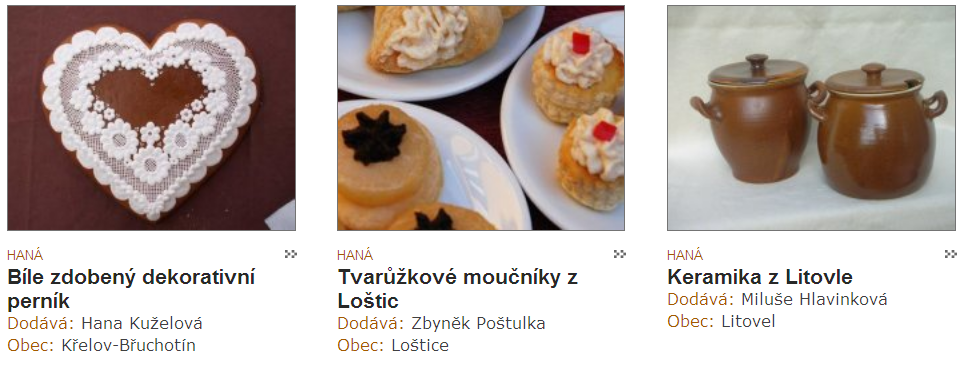 HANÁ
Bíle zdobený dekorativní
perník
Dodává: Hana Kuželová
Obec: Křelov-Břuchotín
HANÁ
Tvarůžkové moučníky z
Loštic
Dodává: Zbyněk Poštulka
Obec: Loštice
HANÁ
Keramika z Litovle
Dodává: Miluše Hlavinková
Obec: Litovel